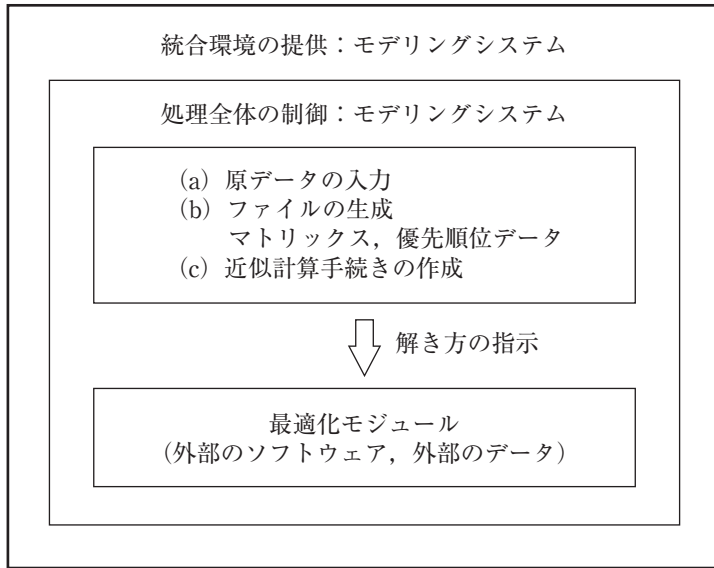 統合環境の提供：モデリングシステム
処理全体の制御：モデリングシステム
(a) 原データの入力
(b) ファイルの生成
マトリックス，優先順位データ
(c) 近似計算手続きの作成
解き方の指示
最適化モジュール
（外部のソフトウェア，外部のデータ）